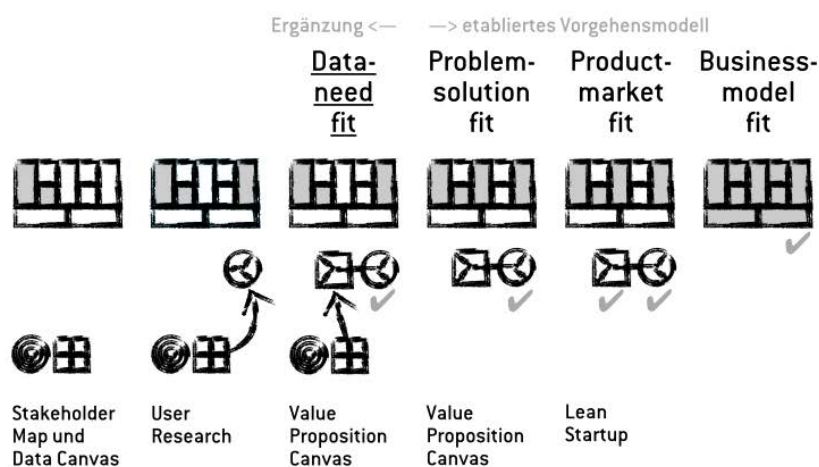 Ergänzung <— —> etabliertes Vorgehensmodell
Data-
need
fit
Problem-
solution
fit
Product-
market
fit
Business-
model
fit
Stakeholder
Map und
Data Canvas
User
Research
Value
Proposition
Canvas
Value
Proposition
Canvas
Lean
Startup